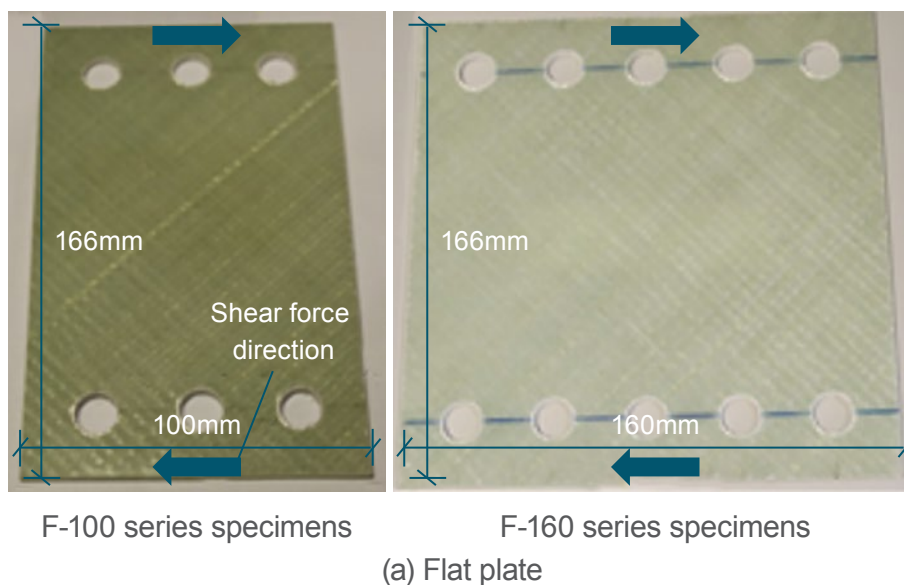 166mm
Shear force
direction
100mm
166mm
160mm
F-100 series specimens
F-160 series specimens
(a) Flat plate